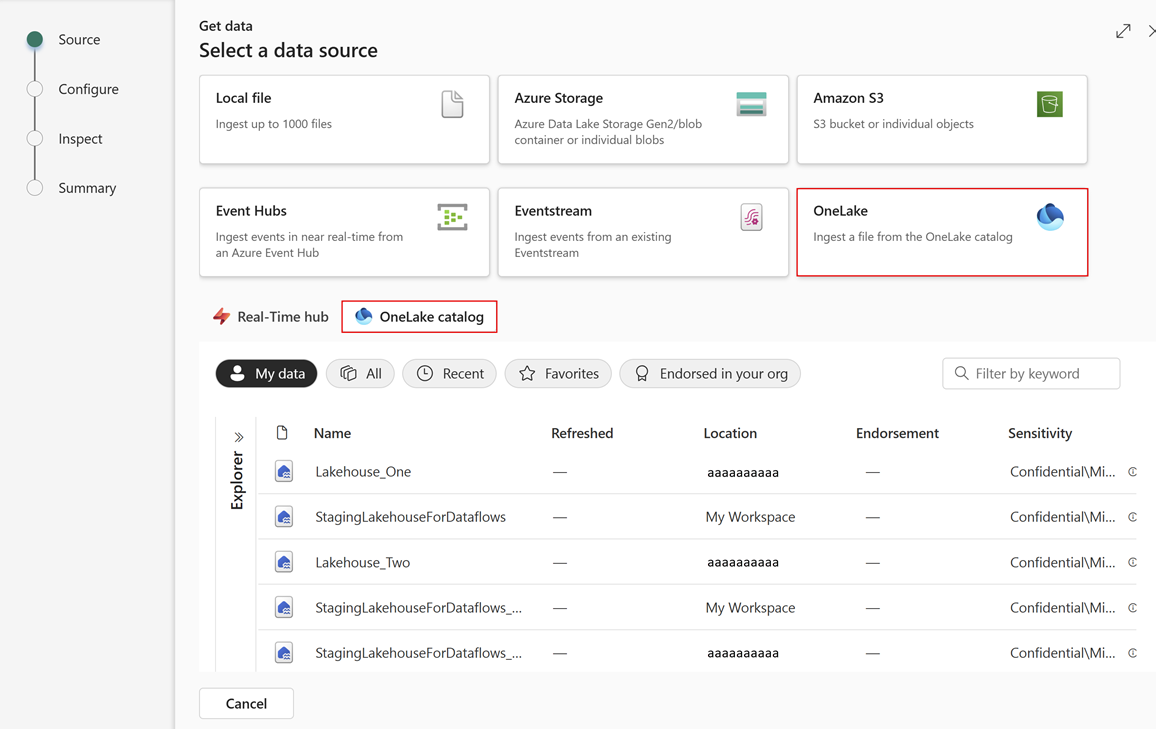 Source
Configure
Inspect
Summary
Get data
Select a data source
Local file
Ingest up to 1000 files
Azure Storage
Azure Data Lake Storage Gen2/blob
container or individual blobs
Amazon S3
S3 bucket or individual objects
Event Hubs
Ingest events in near real-time from
an Azure Event Hub
Eventstream
Ingest events from an existing
Eventstream
OneLake
Ingest a file from the OneLake catalog
Real-Time hub OneLake catalog
My data All Recent Favorites Endorsed in your org Filter by keyword
Explorer
Name Refreshed Location Endorsement Sensitivity
Lakehouse_One — aaaaaaaaaa — Confidential\Mi...
StagingLakehouseForDataflows — My Workspace — Confidential\Mi...
Lakehouse_Two — aaaaaaaaaa — Confidential\Mi...
StagingLakehouseForDataflows_... — My Workspace — Confidential\Mi...
StagingLakehouseForDataflows_... — aaaaaaaaaa — Confidential\Mi...
Cancel